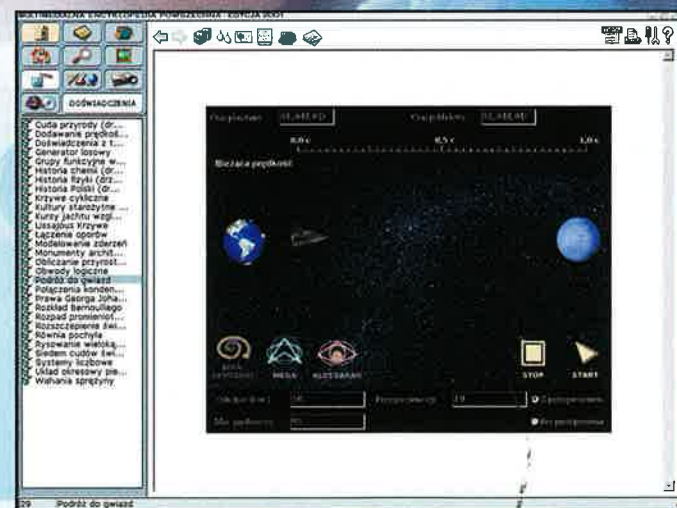 MULTIMEDIALNA ENCYKLOPEDIA POWSZECHNA - EDYCJA 2001
DOŚWIADCZENIA
Cuda przyrody (dr...
Dodawanie prędkoś...
Doświadczenia z t...
Generator losowy
Grupy funkcyjne w...
Historia chemii (dr...
Historia fizyki (drz...
Historia Polski (dr...
Krzywe cykliczne
Kultury starożytne ...
Kursy jachtu wzgl...
Lissajous Krzywe
Łączenie oporów
Modelowanie zderzeń
Monumenty archit...
Obliczanie przyrost...
Obwody logiczne
Podróż do gwiazd
Połączenia konden...
Prawa Georga Joha...
Rozkład Bernoulliego
Rozpad promieniot...
Rozszczepienie świ...
Równia pochyła
Rysowanie wieloką...
Siedem cudów świ...
Systemy liczbowe
Układ okresowy pie...
Wahania sprężyny
0,0 c 0,5 c 1,0 c
Bieżąca prędkość
MEGA
STOP
START
29 Podróż do gwiazd